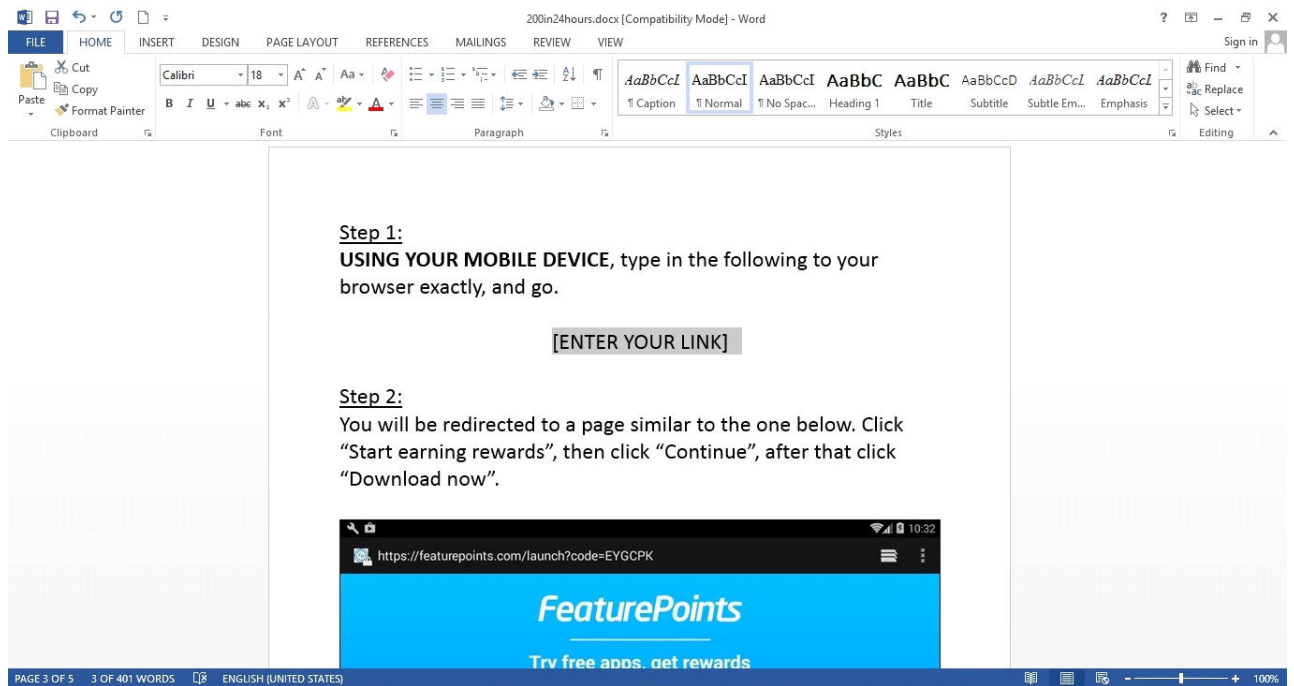 200in24hours.docx [Compatibility Mode] - Word
FILE HOME INSERT DESIGN PAGE LAYOUT REFERENCES MAILINGS REVIEW VIEW Sign in
Paste
Cut
Copy
Format Painter
Clipboard
Calibri 18
Font
Paragraph
AaBbCcI AaBbCcI AaBbCcI AaBbC AaBbC AaBbCcD AaBbCcI AaBbCcI
¶ Caption ¶ Normal ¶ No Spac... Heading 1 Title Subtitle Subtle Em... Emphasis
Styles
Find
Replace
Select
Editing
Step 1:
USING YOUR MOBILE DEVICE, type in the following to your
browser exactly, and go.
[ENTER YOUR LINK]
Step 2:
You will be redirected to a page similar to the one below. Click
“Start earning rewards”, then click “Continue”, after that click
“Download now”.
10:32
https://featurepoints.com/launch?code=EYGCPK
FeaturePoints
Try free apps, get rewards
PAGE 3 OF 5 3 OF 401 WORDS ENGLISH (UNITED STATES) 100%